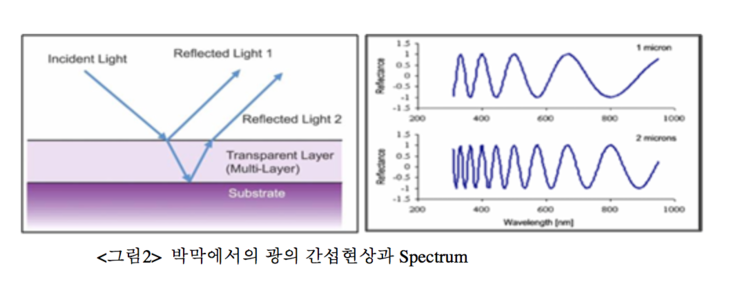 Incident Light
Reflected Light 1
Reflected Light 2
Transparent Layer
(Multi-Layer)
Substrate
1 micron
Reflectance
1.5
1
0.5
0
-0.5
-1
-1.5
200
400
600
800
1000
2 microns
Reflectance
1.5
1
0.5
0
-0.5
-1
-1.5
200
400
600
800
1000
Wavelength [nm]
<그림2> 박막에서의 광의 간섭현상과 Spectrum